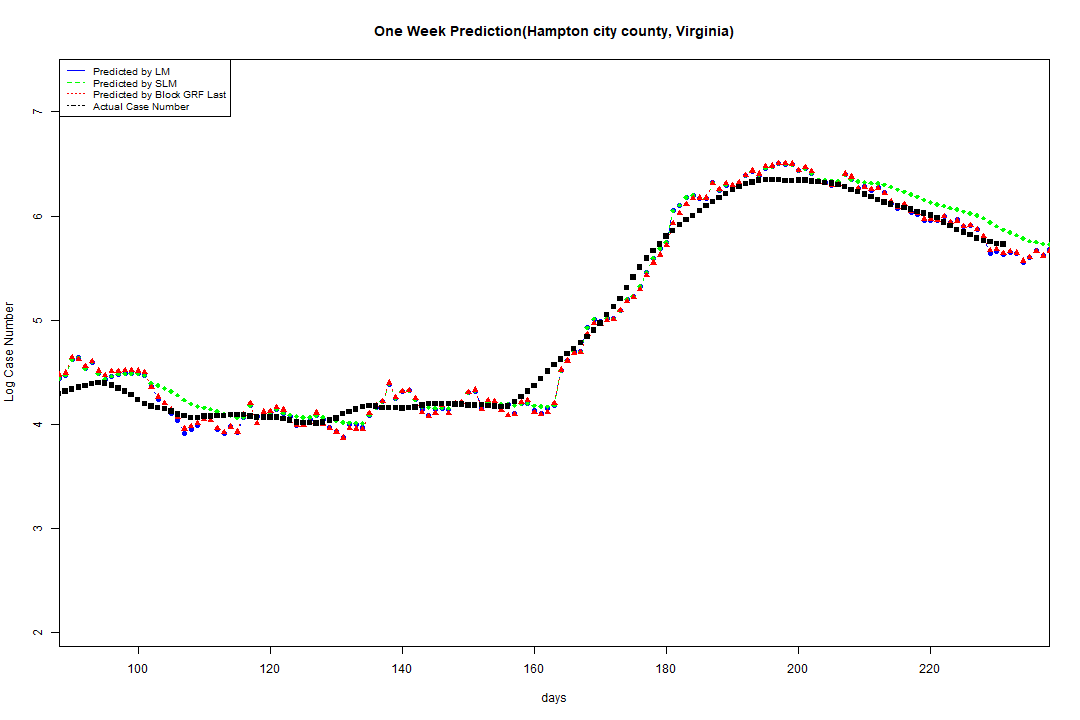 One Week Prediction(Hampton city county, Virginia)
Predicted by LM
Predicted by SLM
Predicted by Block GRF Last
Actual Case Number
7
6
5
4
3
2
Log Case Number
100 120 140 160 180 200 220
days